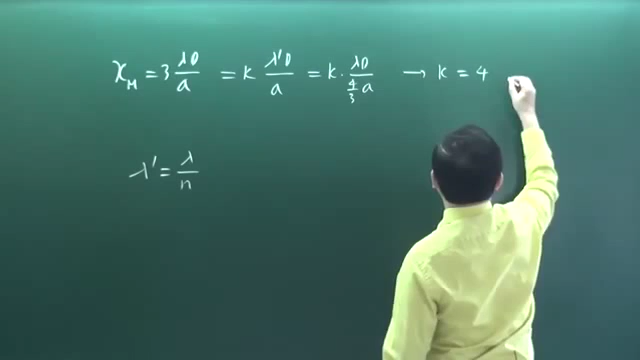 x_M = 3 λD/a = k λ'D/a = k · λD/(4/3 a) → k = 4
λ' = λ/n